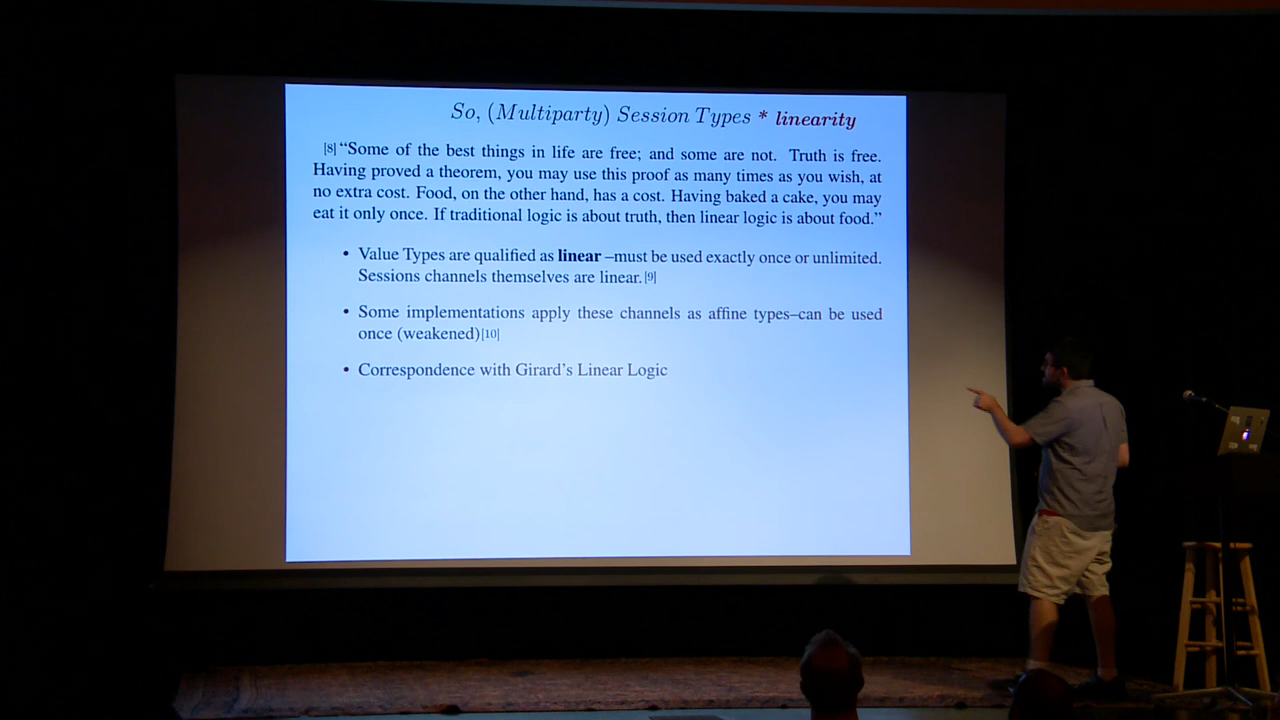 So, (Multiparty) Session Types * linearity
[8]“Some of the best things in life are free; and some are not. Truth is free.
Having proved a theorem, you may use this proof as many times as you wish, at
no extra cost. Food, on the other hand, has a cost. Having baked a cake, you may
eat it only once. If traditional logic is about truth, then linear logic is about food.”
• Value Types are qualified as linear –must be used exactly once or unlimited.
Sessions channels themselves are linear.[9]
• Some implementations apply these channels as affine types–can be used
once (weakened)[10]
• Correspondence with Girard’s Linear Logic